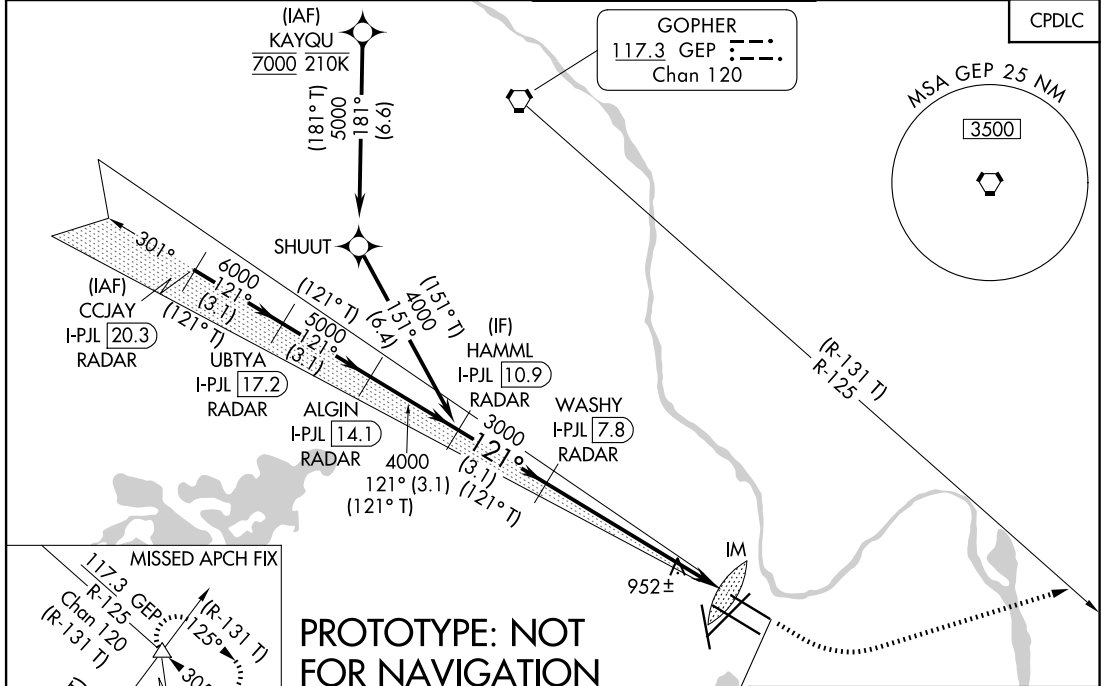 (IAF)
KAYQU
7000 210K
(181° T)
5000
181°
(6.6)
GOPHER
117.3 GEP
Chan 120
CPDLC
MSA GEP 25 NM
3500
SHUUT
301°
(IAF)
CCJAY
I-PJL 20.3
RADAR
6000
121°
(3.1)
(121° T)
UBTYA
I-PJL 17.2
RADAR
(121° T)
5000
121°
(3.1)
ALGIN
I-PJL 14.1
RADAR
(151° T)
4000
151°
(6.4)
(IF)
HAMML
I-PJL 10.9
RADAR
4000
121° (3.1)
(121° T)
3000
121°
(3.1)
(121° T)
WASHY
I-PJL 7.8
RADAR
(R-131 T)
R-125
IM
952±
MISSED APCH FIX
117.3 GEP
R-125
Chan 120
(R-131 T)
(R-131 T)
125°
PROTOTYPE: NOT
FOR NAVIGATION